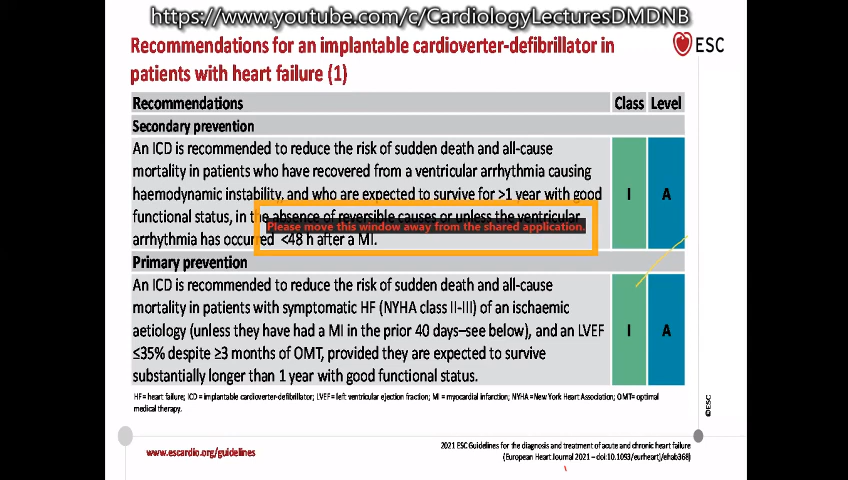 https://www.youtube.com/c/CardiologyLecturesDMDNB
Recommendations for an implantable cardioverter-defibrillator in
patients with heart failure (1)
ESC
Recommendations Class Level
Secondary prevention
An ICD is recommended to reduce the risk of sudden death and all-cause
mortality in patients who have recovered from a ventricular arrhythmia causing
haemodynamic instability, and who are expected to survive for >1 year with good
functional status, in the absence of reversible causes or unless the ventricular
arrhythmia has occurred <48 h after a MI.
I A
Please move this window away from the shared application.
Primary prevention
An ICD is recommended to reduce the risk of sudden death and all-cause
mortality in patients with symptomatic HF (NYHA class II-III) of an ischaemic
aetiology (unless they have had a MI in the prior 40 days–see below), and an LVEF
≤35% despite ≥3 months of OMT, provided they are expected to survive
substantially longer than 1 year with good functional status.
I A
HF = heart failure; ICD = implantable cardioverter-defibrillator; LVEF = left ventricular ejection fraction; MI = myocardial infarction; NYHA = New York Heart Association; OMT= optimal
medical therapy.
©ESC
www.escardio.org/guidelines
2021 ESC Guidelines for the diagnosis and treatment of acute and chronic heart failure
(European Heart Journal 2021 – doi:10.1093/eurheartj/ehab368)